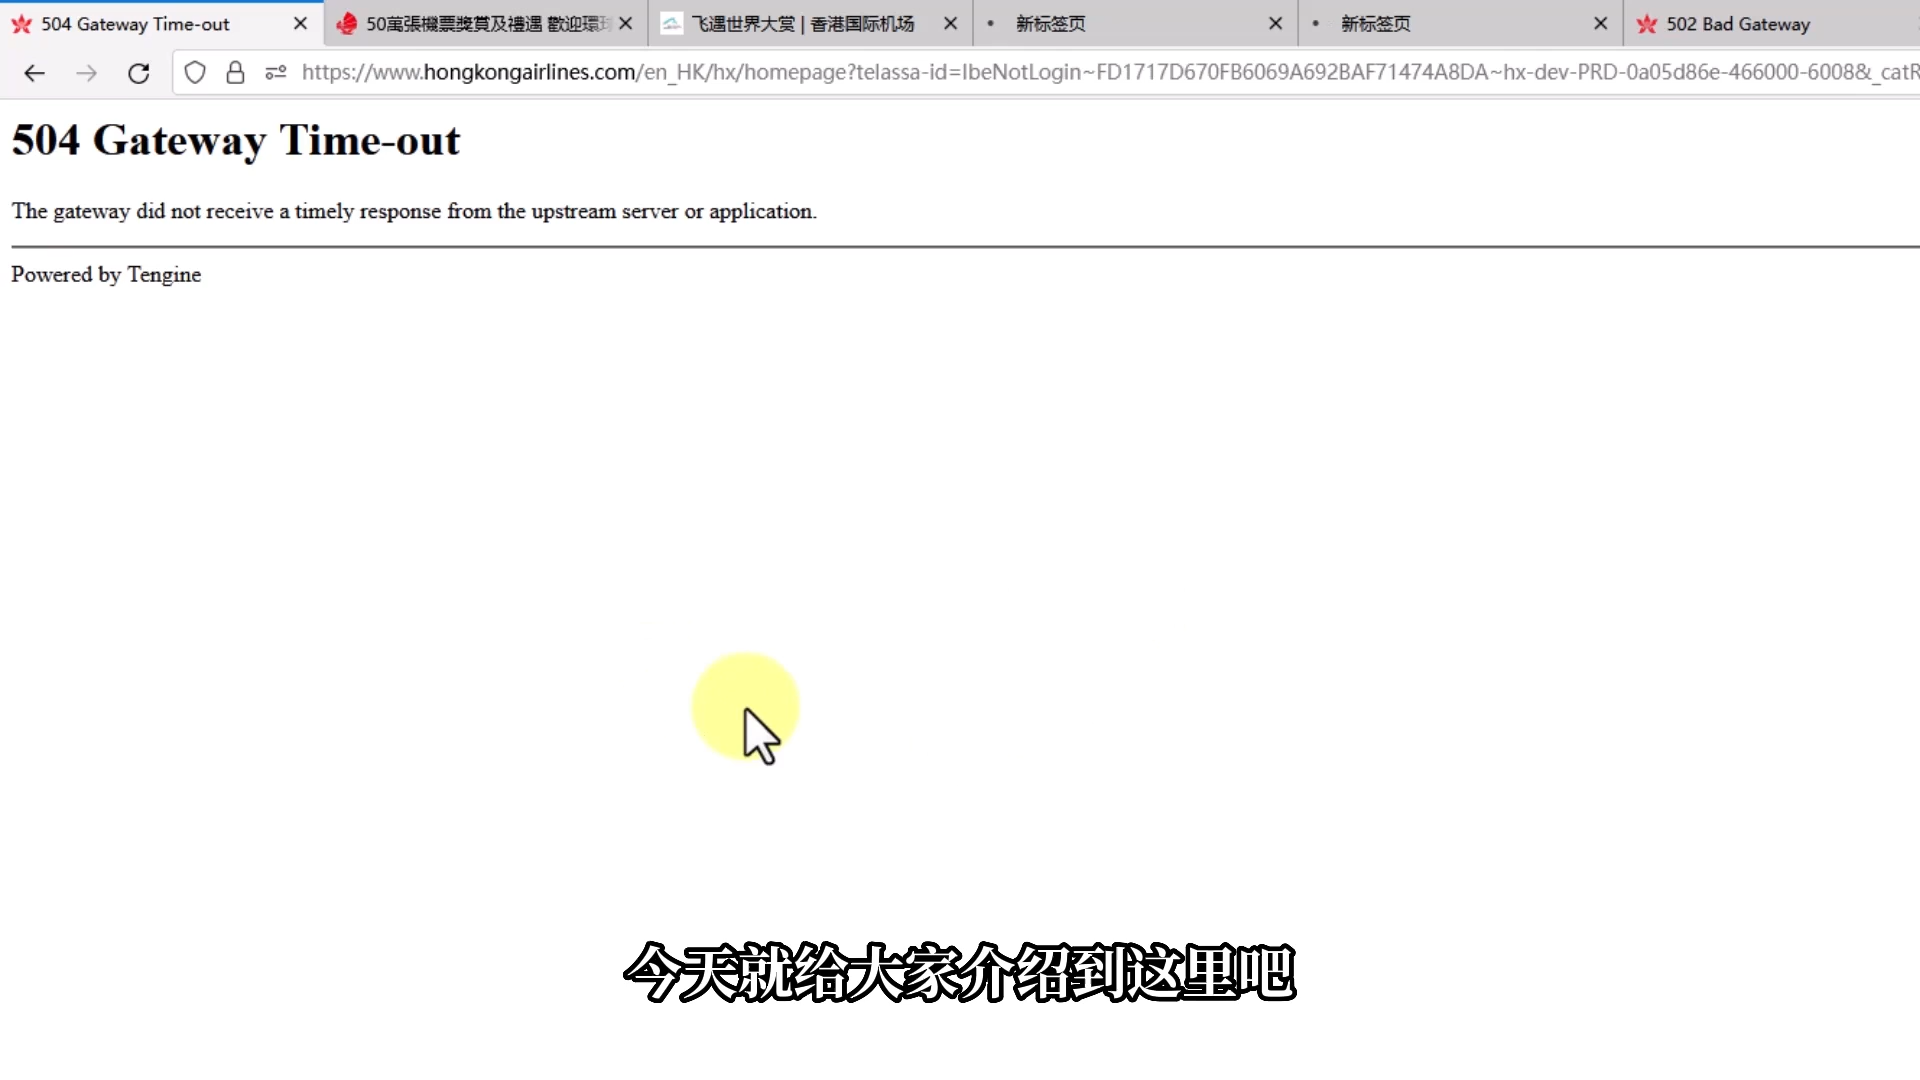 504 Gateway Time-out
50萬張機票獎賞及禮遇 歡迎環球
飞遇世界大赏 | 香港国际机场
新标签页
新标签页
502 Bad Gateway
https://www.hongkongairlines.com/en_HK/hx/homepage?telassa-id=IbeNotLogin~FD1717D670FB6069A692BAF71474A8DA~hx-dev-PRD-0a05d86e-466000-6008&_catR
504 Gateway Time-out
The gateway did not receive a timely response from the upstream server or application.
Powered by Tengine
今天就给大家介绍到这里吧